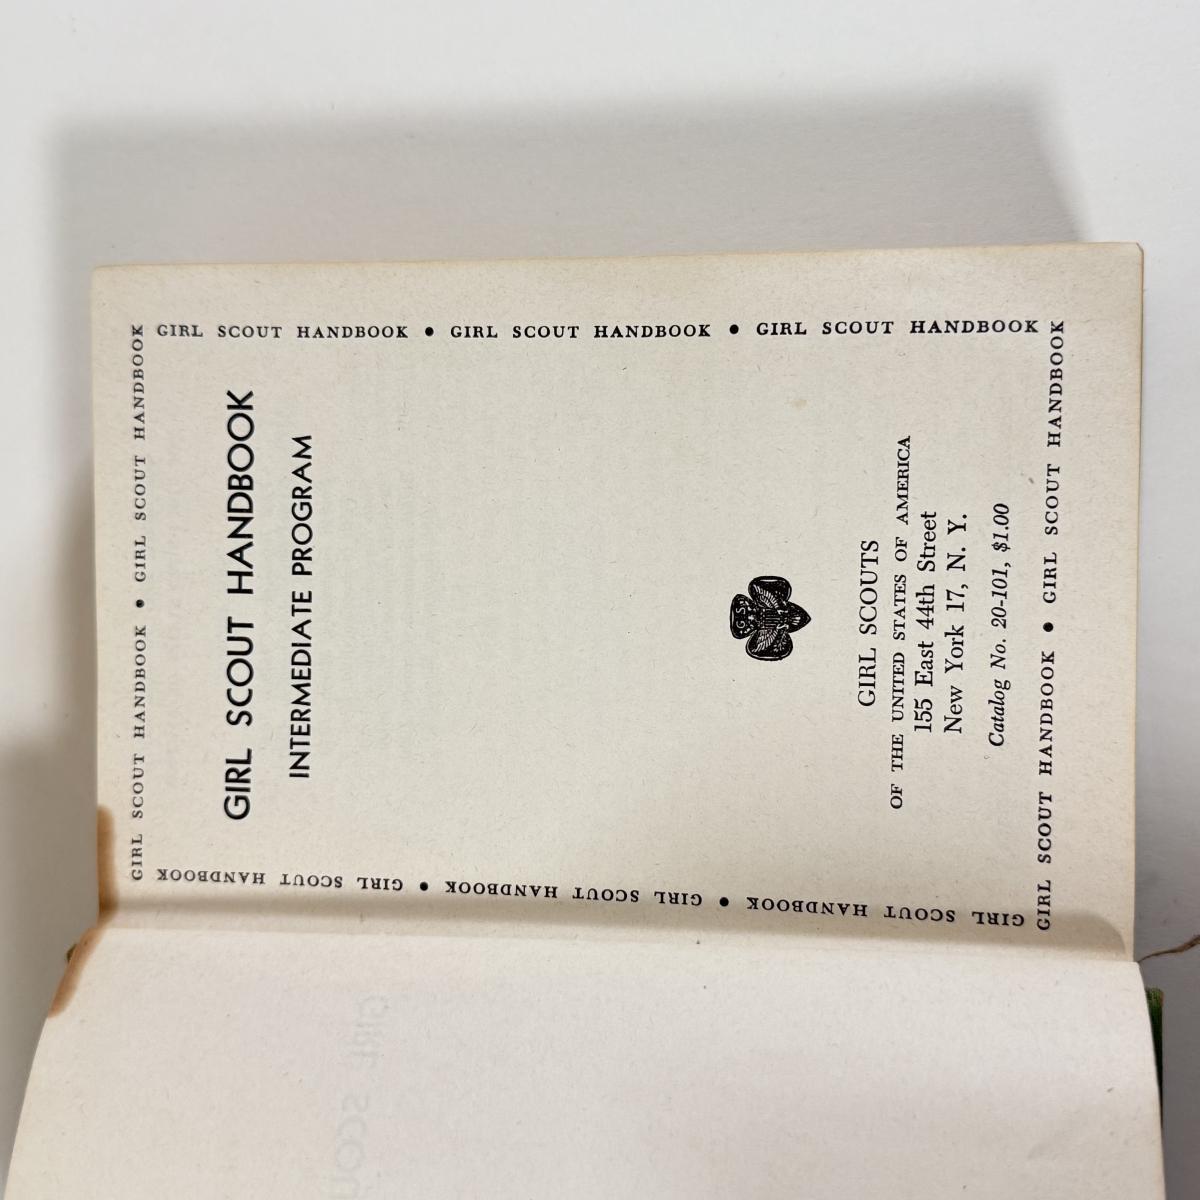 GIRL SCOUT HANDBOOK • GIRL SCOUT HANDBOOK
GIRL SCOUT HANDBOOK • GIRL SCOUT HANDBOOK • GIRL SCOUT HANDBOOK
GIRL SCOUT HANDBOOK
INTERMEDIATE PROGRAM
G.S.
GIRL SCOUTS
OF THE UNITED STATES OF AMERICA
155 East 44th Street
New York 17, N. Y.
Catalog No. 20-101, $1.00
GIRL SCOUT HANDBOOK • GIRL SCOUT HANDBOOK
GIRL SCOUT HANDBOOK • GIRL SCOUT HANDBOOK • GIRL SCOUT HANDBOOK
GIRL SCOU